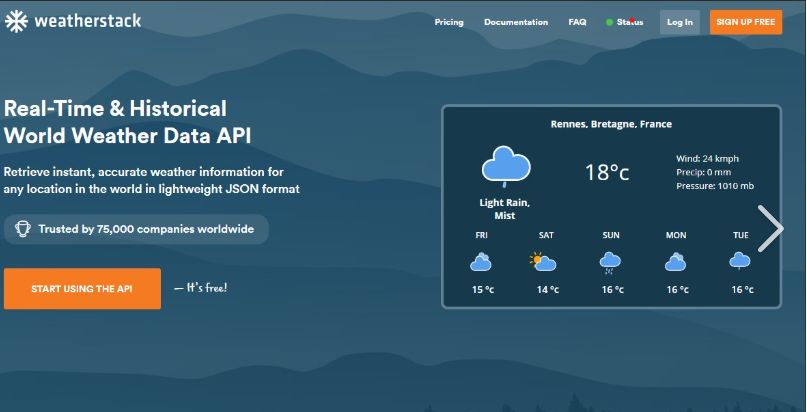 weatherstack
Pricing Documentation FAQ Status Log In SIGN UP FREE
Real-Time & Historical
World Weather Data API
Retrieve instant, accurate weather information for
any location in the world in lightweight JSON format
Trusted by 75,000 companies worldwide
START USING THE API
— It's free!
Rennes, Bretagne, France
18°c
Wind: 24 kmph
Precip: 0 mm
Pressure: 1010 mb
Light Rain,
Mist
FRI SAT SUN MON TUE
15 °c 14 °c 16 °c 16 °c 16 °c